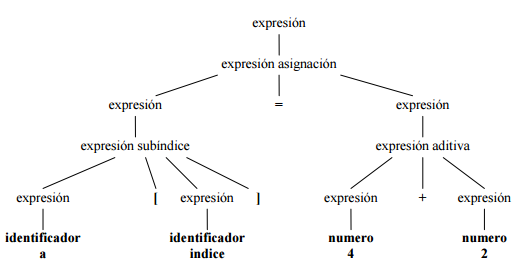 expresión
expresión asignación
expresión = expresión
expresión subíndice expresión aditiva
expresión [ expresión ] expresión + expresión
identificador identificador numero numero
a indice 4 2